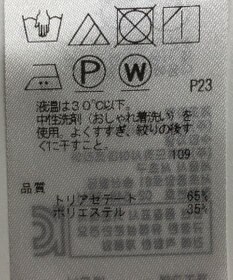 P
W
P23
液温は30℃以下。
中性洗剤(おしゃれ着洗い)を
使用。よくすすぎ、絞りの後す
ぐに干すこと。
109
品質
トリアセテート 65%
ポリエステル 35%